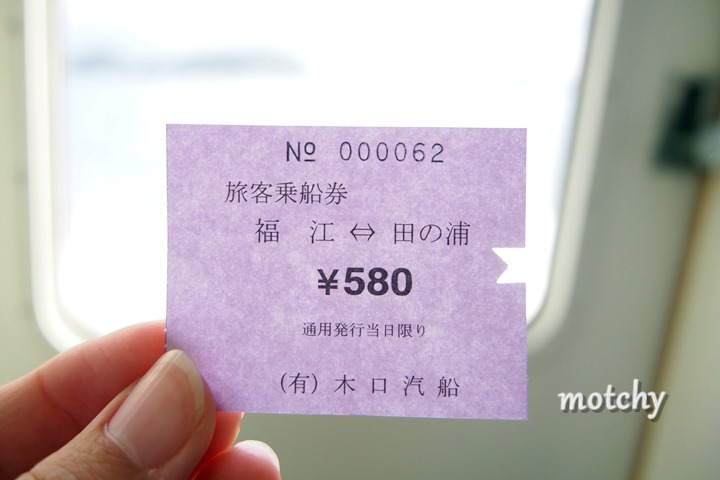 № 000062
旅客乗船券
福 江 ⇔ 田の浦
¥580
通用発行当日限り
(有) 木 口 汽 船
motchy